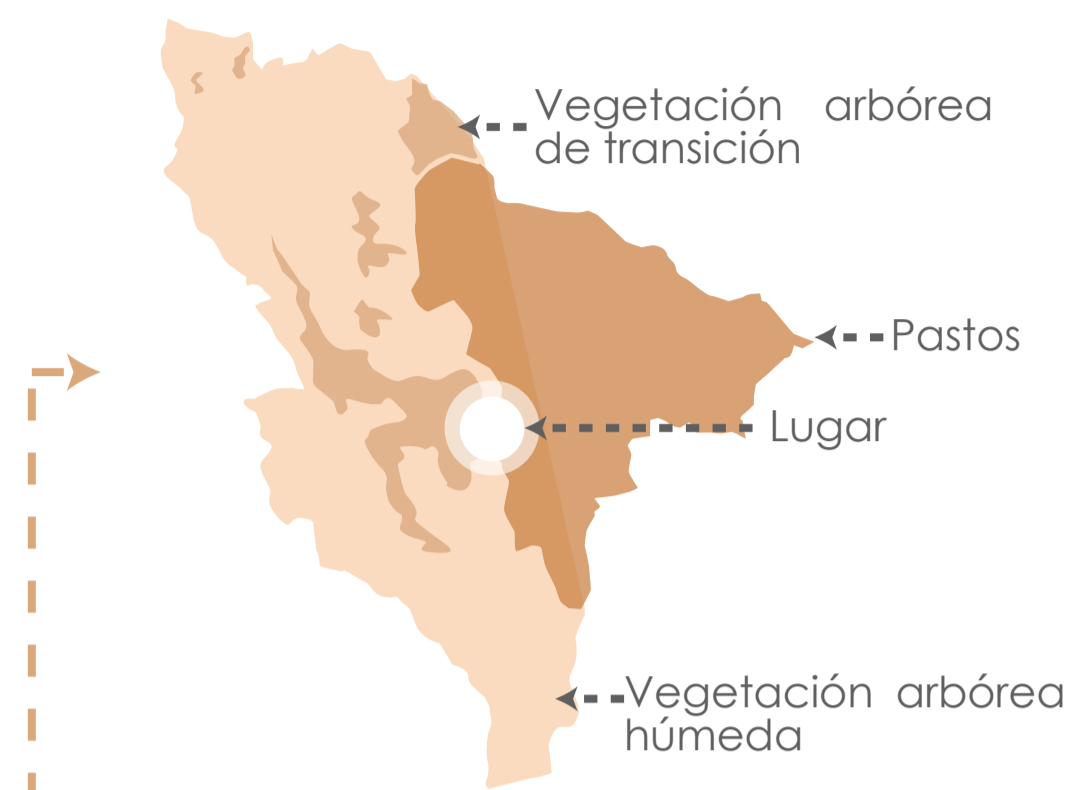 Vegetación arbórea
de transición
Pastos
Lugar
Vegetación arbórea
húmeda